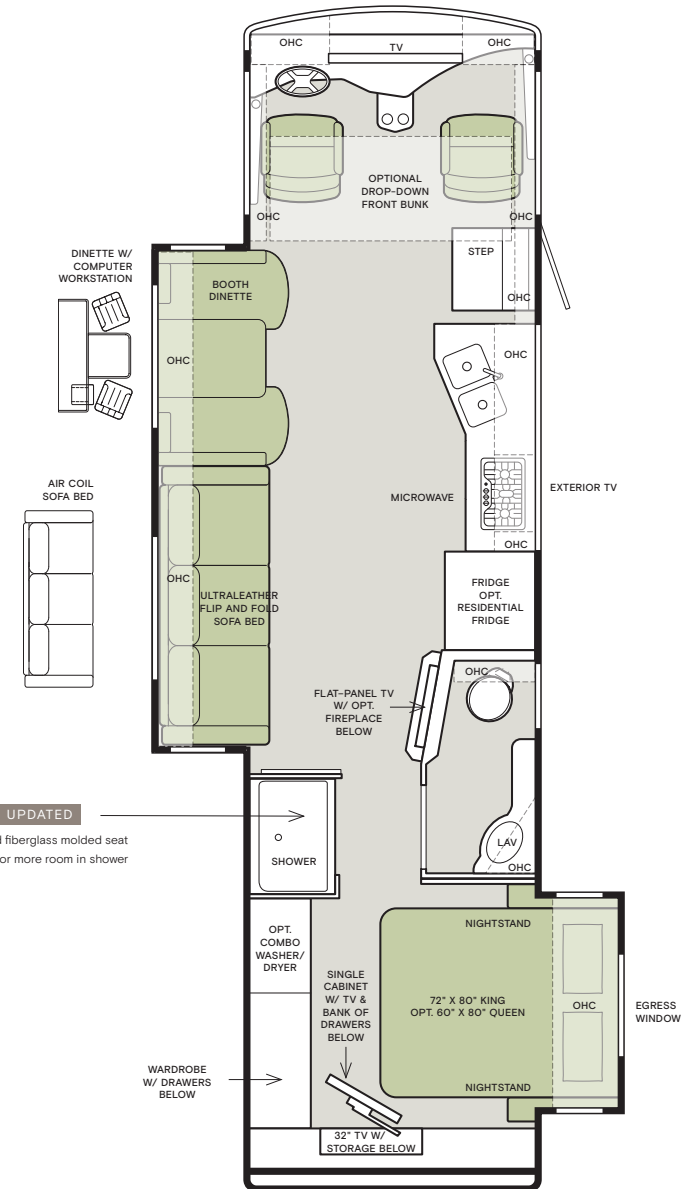 OHC
TV
OHC
OPTIONAL
DROP-DOWN
FRONT BUNK
OHC
OHC
STEP
OHC
DINETTE W/
COMPUTER
WORKSTATION
BOOTH
DINETTE
OHC
OHC
AIR COIL
SOFA BED
MICROWAVE
EXTERIOR TV
OHC
OHC
ULTRALEATHER
FLIP AND FOLD
SOFA BED
FRIDGE
OPT.
RESIDENTIAL
FRIDGE
OHC
FLAT-PANEL TV
W/ OPT.
FIREPLACE
BELOW
UPDATED
fiberglass molded seat
or more room in shower
SHOWER
LAV
OHC
OPT.
COMBO
WASHER/
DRYER
NIGHTSTAND
SINGLE
CABINET
W/ TV &
BANK OF
DRAWERS
BELOW
72" X 80" KING
OPT. 60" X 80" QUEEN
OHC
EGRESS
WINDOW
WARDROBE
W/ DRAWERS
BELOW
NIGHTSTAND
32" TV W/
STORAGE BELOW